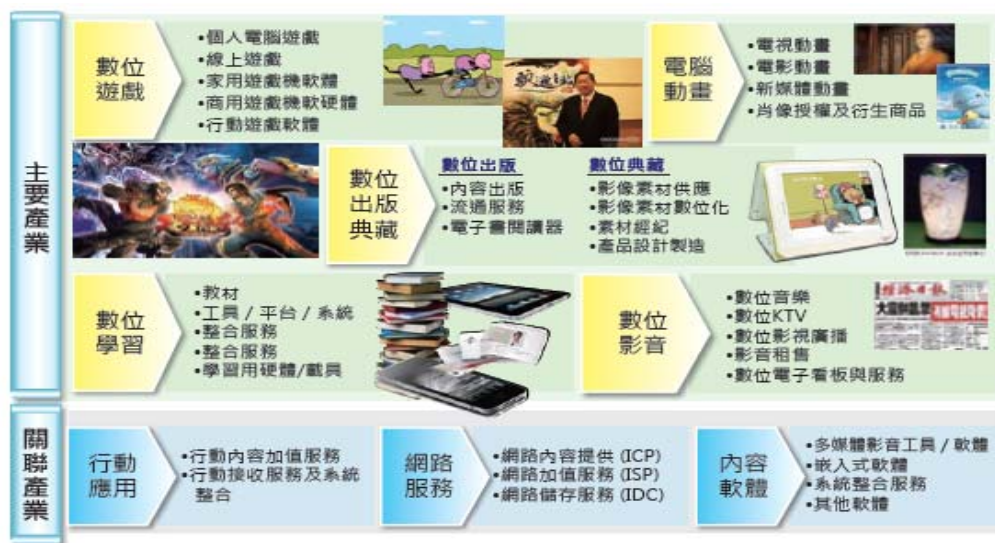 主要產業
數位
遊戲
•個人電腦遊戲
•線上遊戲
•家用遊戲機軟體
•商用遊戲機軟硬體
•行動遊戲軟體
電腦
動畫
•電視動畫
•電影動畫
•新媒體動畫
•肖像授權及衍生商品
數位
出版
典藏
數位出版
•內容出版
•流通服務
•電子書閱讀器
數位典藏
•影像素材供應
•影像素材數位化
•素材經紀
•產品設計製造
數位
學習
•教材
•工具/平台/系統
•整合服務
•整合服務
•學習用硬體/載具
數位
影音
•數位音樂
•數位KTV
•數位影視廣播
•影音租售
•數位電子看板與服務
經濟日報
關聯產業
行動
應用
•行動內容加值服務
•行動接收服務及系統
整合
網路
服務
•網路內容提供 (ICP)
•網路加值服務 (ISP)
•網路儲存服務 (IDC)
內容
軟體
•多媒體影音工具/軟體
•嵌入式軟體
•系統整合服務
•其他軟體